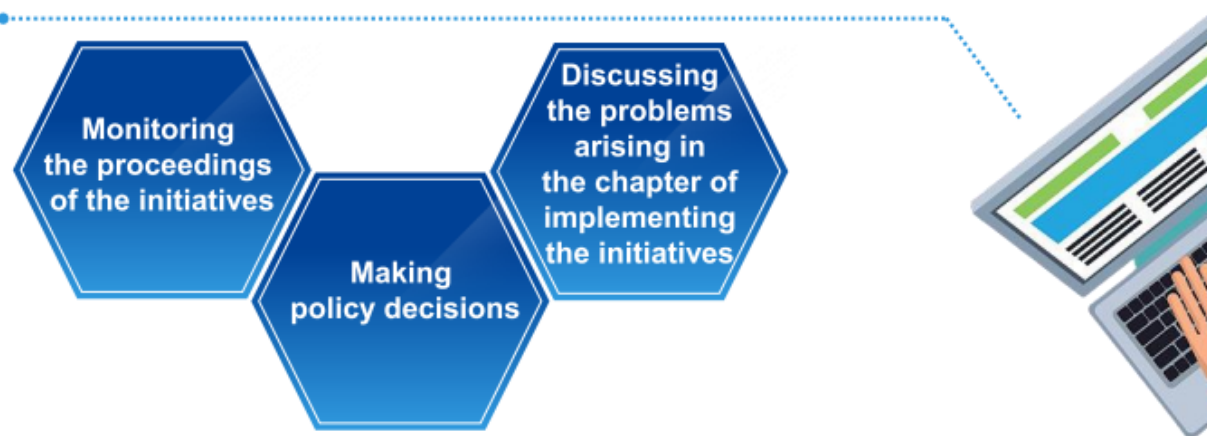 Monitoring
the proceedings
of the initiatives
Making
policy decisions
Discussing
the problems
arising in
the chapter of
implementing
the initiatives